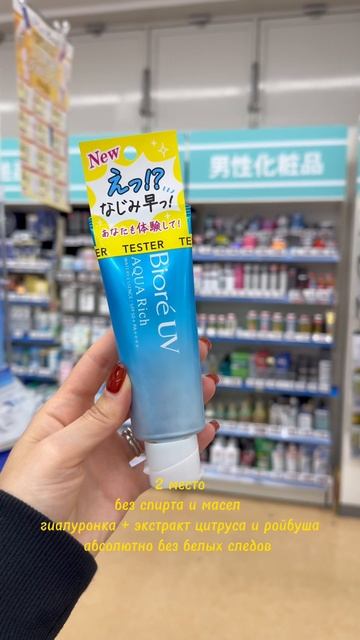 New
えっ!?
なじみ早っ!
あなたも体験して!
ER TESTER TE
Bioré UV
AQUA Rich
男性化粧品
2 место
без спирта и масел
гиалуронка + экстракт цитруса и ройбуша
абсолютно без белых следов